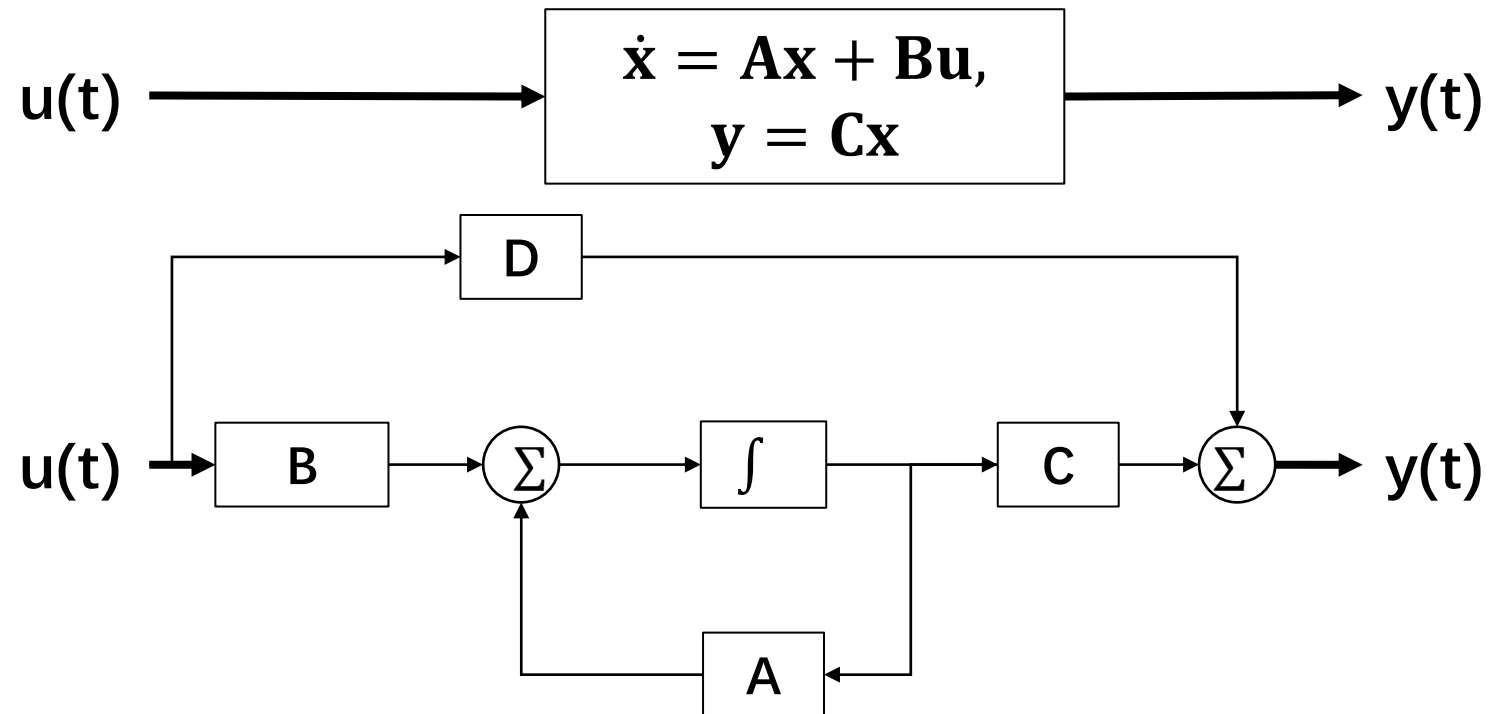 ẋ = Ax + Bu,
u(t) y(t)
y = Cx
D
u(t) B Σ ∫ C Σ y(t)
A